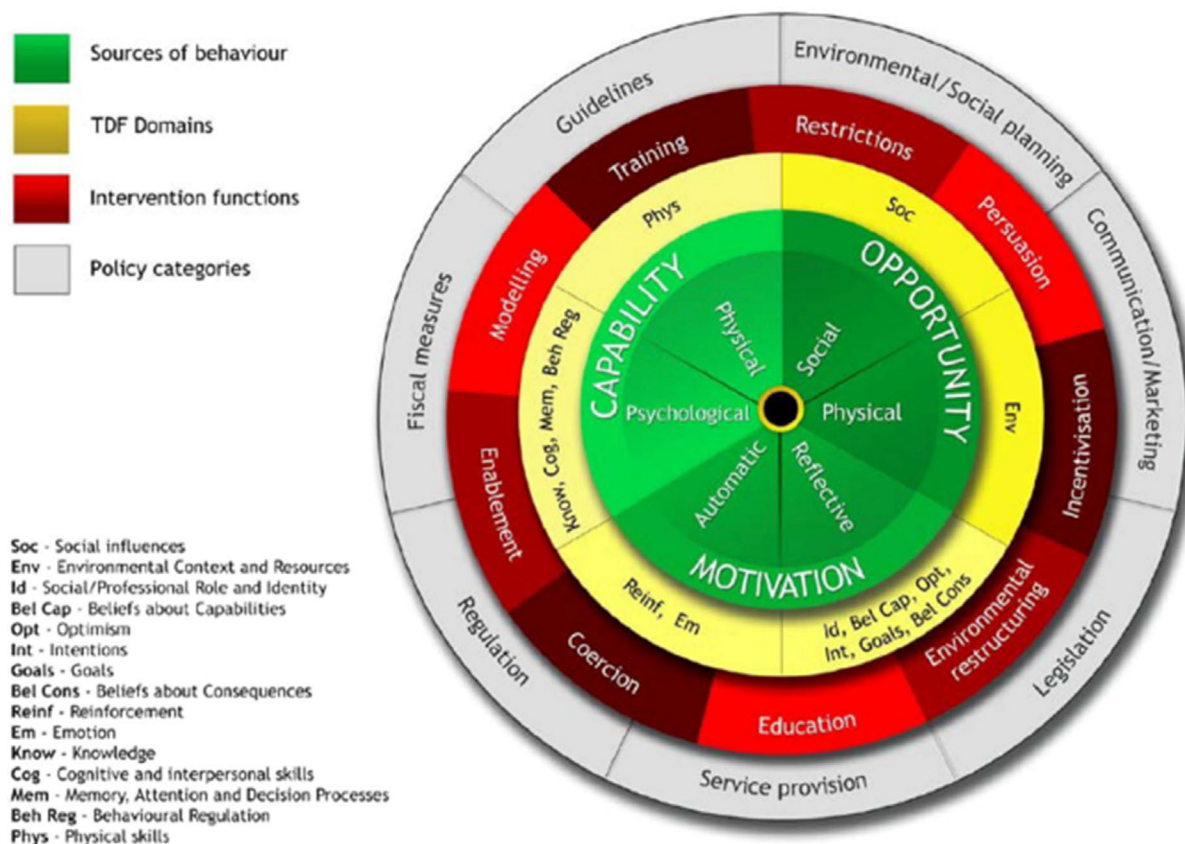 Sources of behaviour
TDF Domains
Intervention functions
Policy categories
Soc - Social influences
Env - Environmental Context and Resources
Id - Social/Professional Role and Identity
Bel Cap - Beliefs about Capabilities
Opt - Optimism
Int - Intentions
Goals - Goals
Bel Cons - Beliefs about Consequences
Reinf - Reinforcement
Em - Emotion
Know - Knowledge
Cog - Cognitive and interpersonal skills
Mem - Memory, Attention and Decision Processes
Beh Reg - Behavioural Regulation
Phys - Physical skills
Guidelines
Environmental/Social planning
Communication/Marketing
Legislation
Service provision
Regulation
Fiscal measures
Training
Restrictions
Persuasion
Incentivisation
Environmental
restructuring
Education
Coercion
Enablement
Modelling
Phys
Soc
Env
Id, Bel Cap, Opt,
Int, Goals, Bel Cons
Reinf, Em
Know, Cog, Mem, Beh Reg
CAPABILITY
OPPORTUNITY
MOTIVATION
Physical
Social
Physical
Reflective
Automatic
Psychological